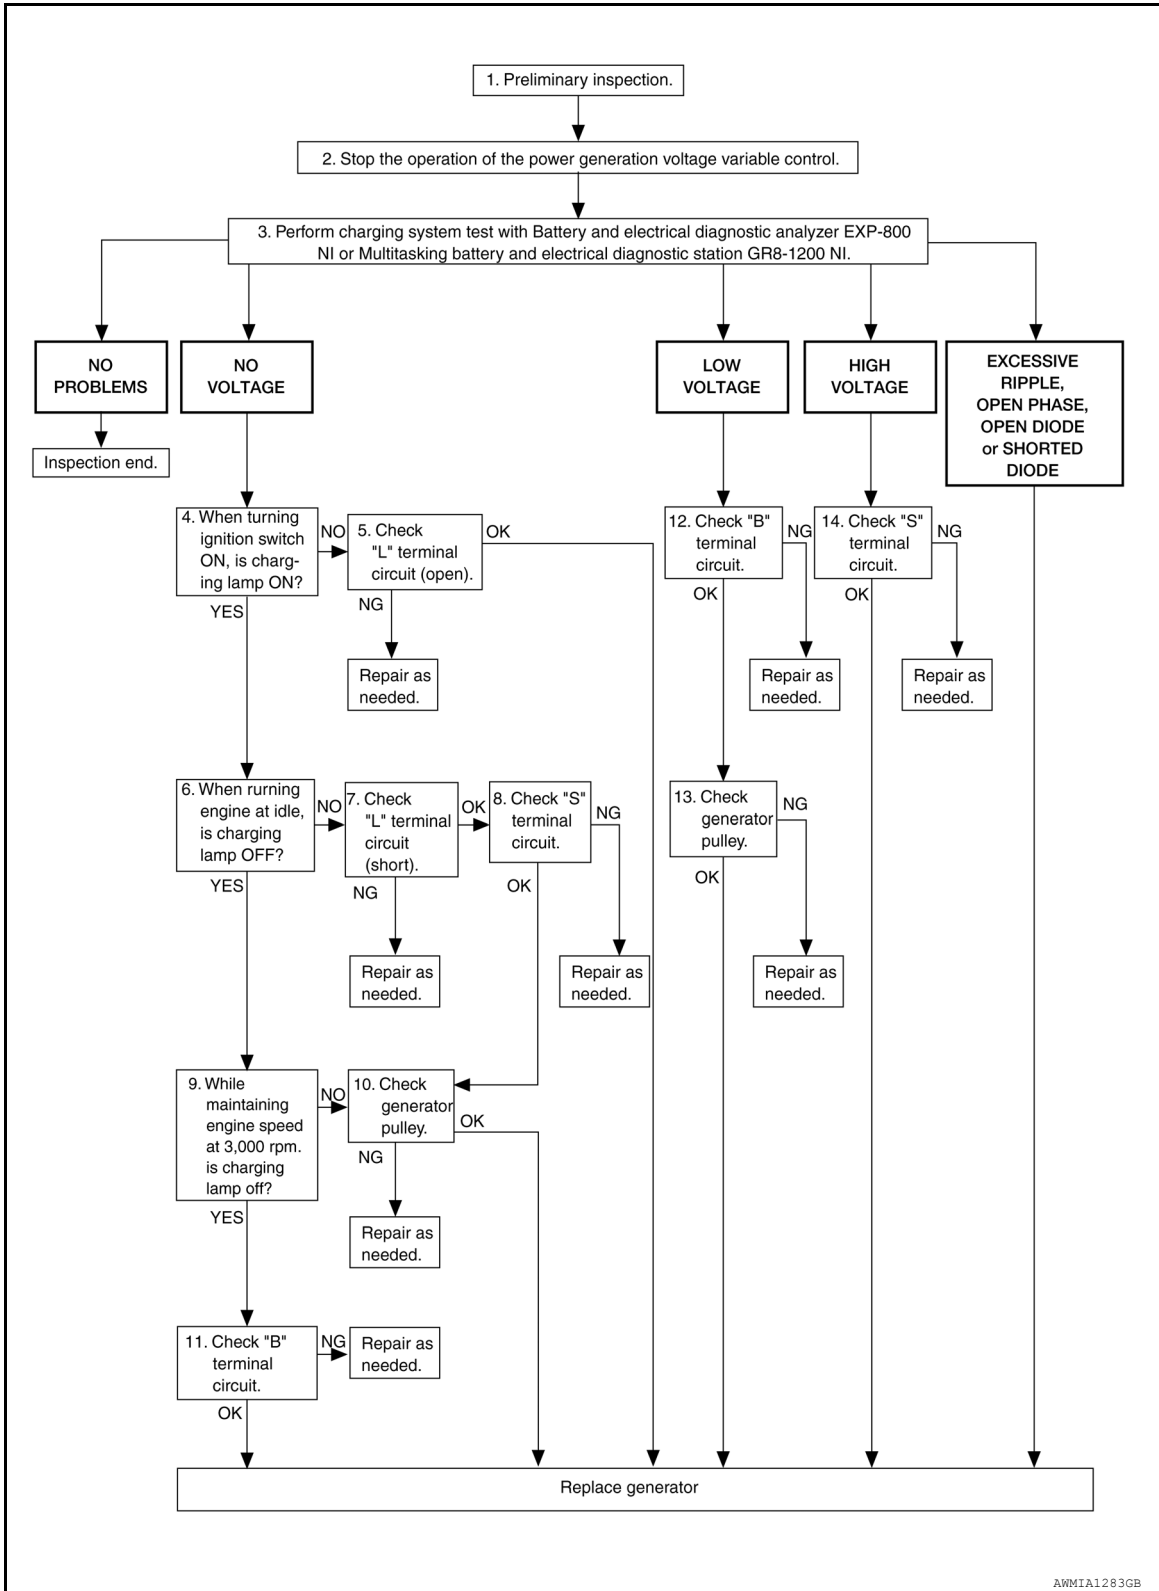 1. Preliminary inspection.
2. Stop the operation of the power generation voltage variable control.
3. Perform charging system test with Battery and electrical diagnostic analyzer EXP-800
NI or Multitasking battery and electrical diagnostic station GR8-1200 NI.
NO
PROBLEMS
NO
VOLTAGE
LOW
VOLTAGE
HIGH
VOLTAGE
EXCESSIVE
RIPPLE,
OPEN PHASE,
OPEN DIODE
or SHORTED
DIODE
Inspection end.
4. When turning
ignition switch
ON, is charg-
ing lamp ON?
NO
YES
5. Check
"L" terminal
circuit (open).
OK
NG
Repair as
needed.
12. Check "B"
terminal
circuit.
NG
OK
Repair as
needed.
14. Check "S"
terminal
circuit.
NG
OK
Repair as
needed.
6. When rurning
engine at idle,
is charging
lamp OFF?
NO
YES
7. Check
"L" terminal
circuit
(short).
OK
NG
Repair as
needed.
8. Check "S"
terminal
circuit.
NG
OK
Repair as
needed.
13. Check
generator
pulley.
NG
OK
Repair as
needed.
9. While
maintaining
engine speed
at 3,000 rpm.
is charging
lamp off?
NO
YES
10. Check
generator
pulley.
OK
NG
Repair as
needed.
11. Check "B"
terminal
circuit.
NG
OK
Repair as
needed.
Replace generator
AWMIA1283GB